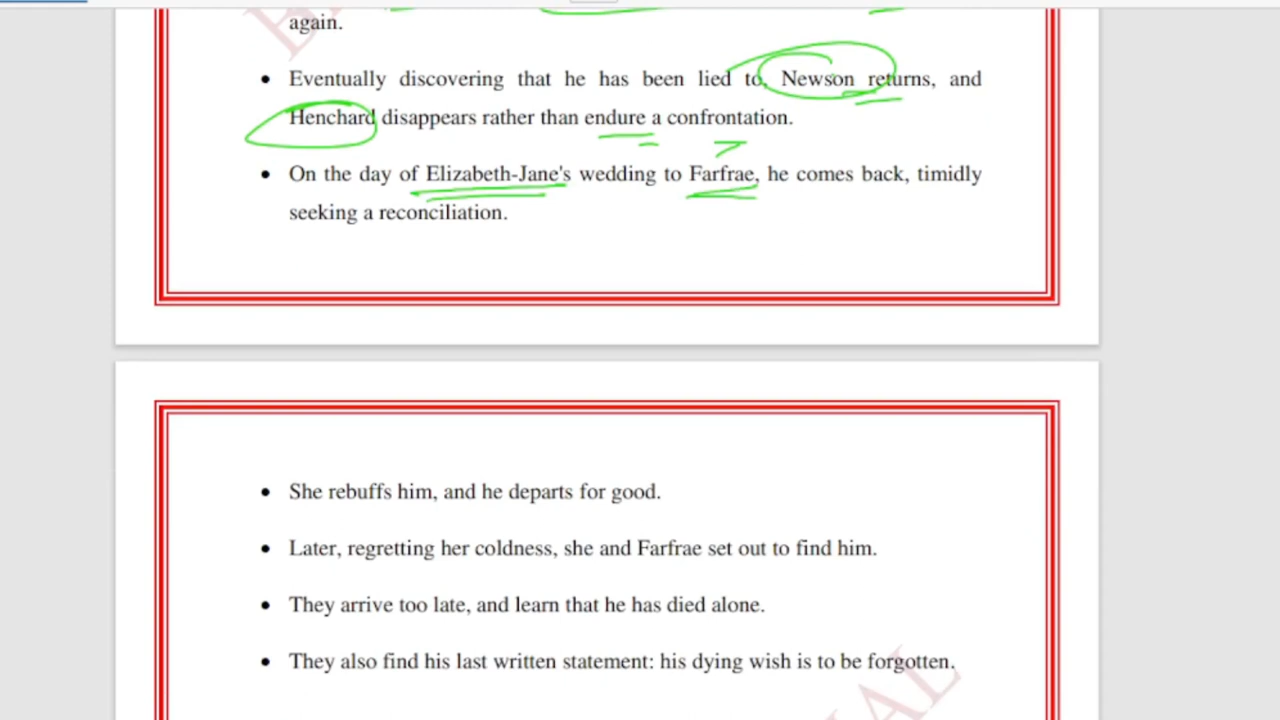 again.
• Eventually discovering that he has been lied to, Newson returns, and
Henchard disappears rather than endure a confrontation.
• On the day of Elizabeth-Jane's wedding to Farfrae, he comes back, timidly
seeking a reconciliation.
• She rebuffs him, and he departs for good.
• Later, regretting her coldness, she and Farfrae set out to find him.
• They arrive too late, and learn that he has died alone.
• They also find his last written statement: his dying wish is to be forgotten.